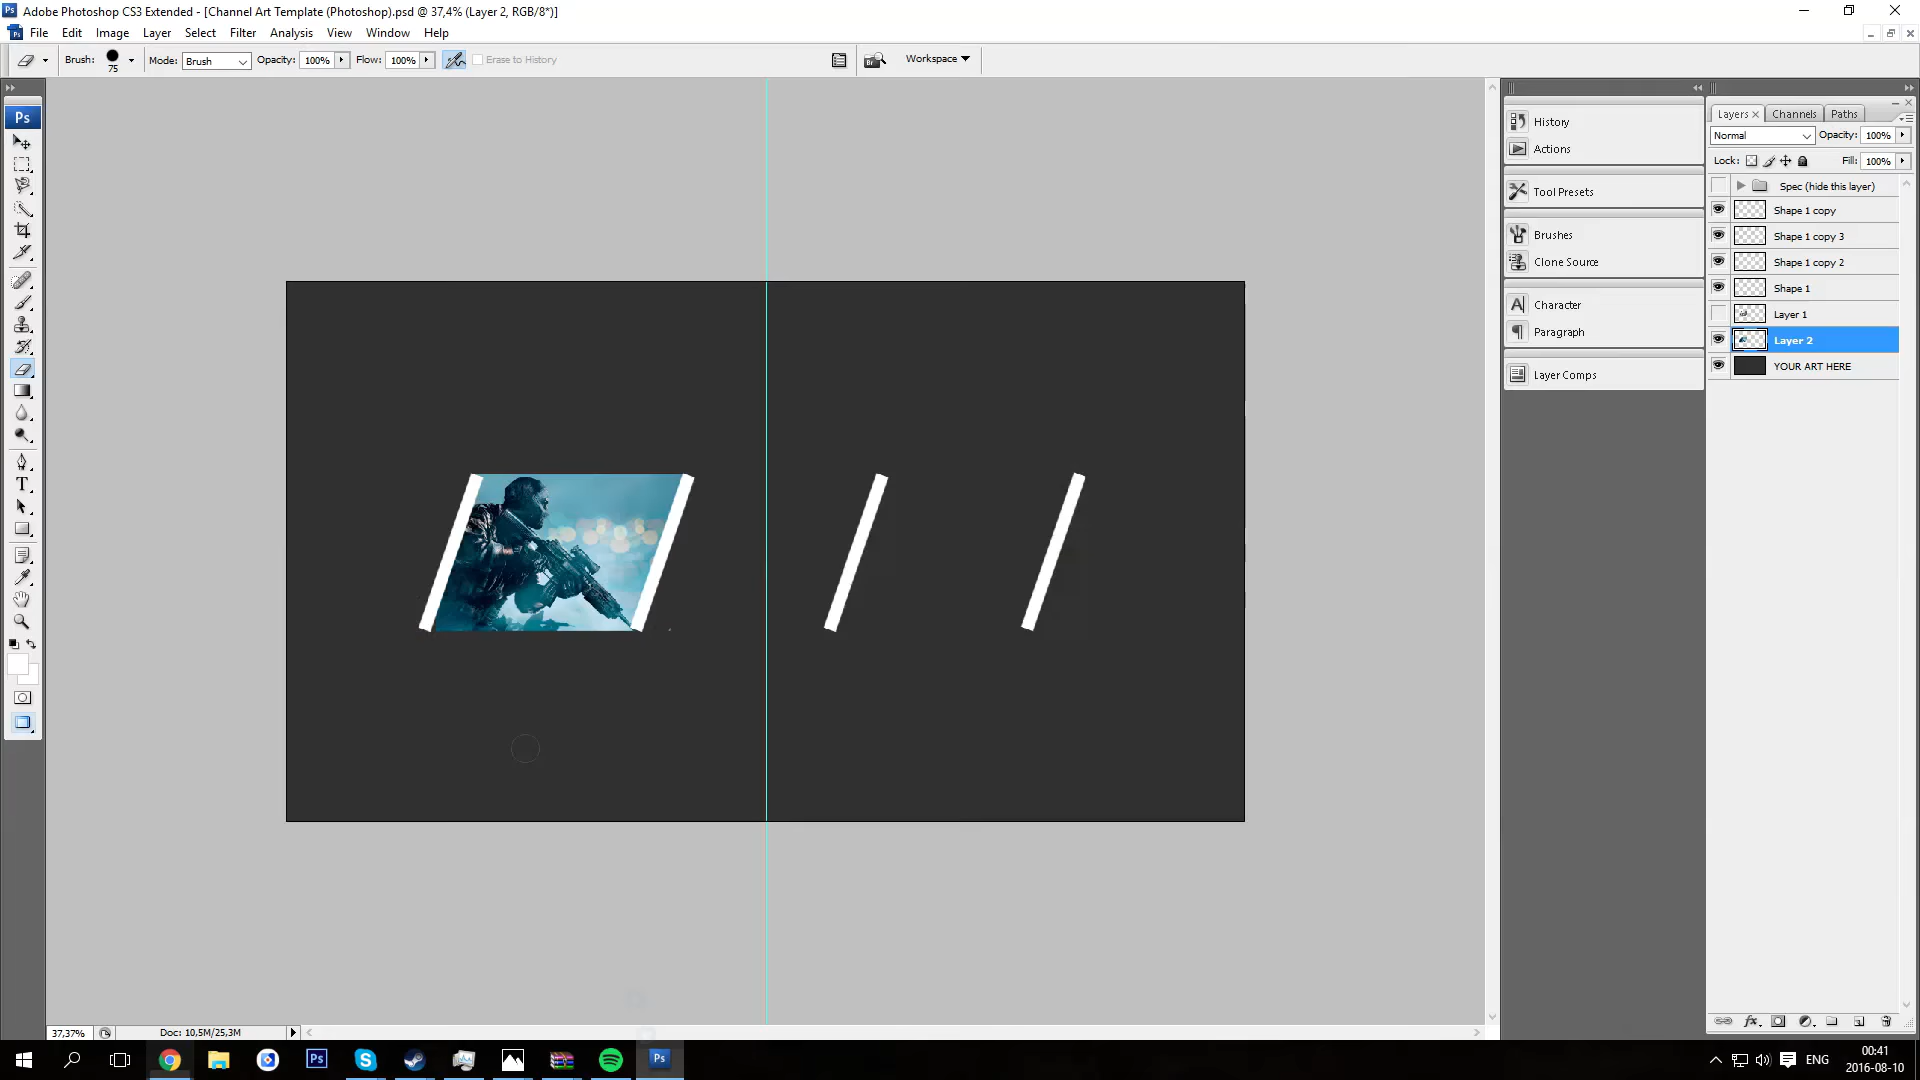 Adobe Photoshop CS3 Extended - [Channel Art Template (Photoshop).psd @ 37,4% (Layer 2, RGB/8*)]
File Edit Image Layer Select Filter Analysis View Window Help
Brush: 75 Mode: Brush Opacity: 100% Flow: 100% Erase to History Workspace
Ps
History
Actions
Tool Presets
Brushes
Clone Source
Character
Paragraph
Layer Comps
Layers Channels Paths
Normal Opacity: 100%
Lock: Fill: 100%
Spec (hide this layer)
Shape 1 copy
Shape 1 copy 3
Shape 1 copy 2
Shape 1
Layer 1
Layer 2
YOUR ART HERE
37,37% Doc: 10,5M/25,3M
ENG
00:41
2016-08-10